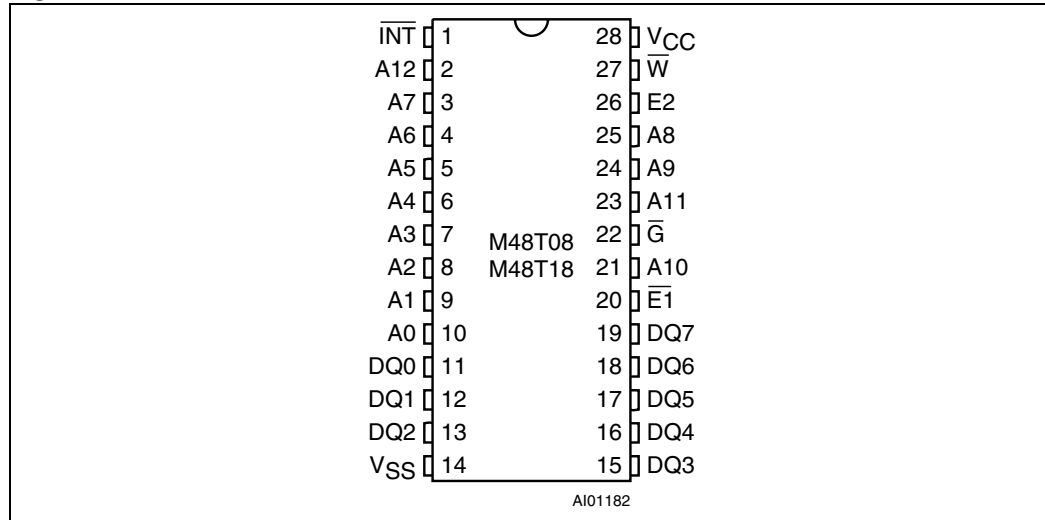 I̅N̅T̅ 1 28 VCC
A12 2 27 W̅
A7 3 26 E2
A6 4 25 A8
A5 5 24 A9
A4 6 23 A11
A3 7 22 G̅
A2 8 21 A10
A1 9 20 E̅1̅
A0 10 19 DQ7
DQ0 11 18 DQ6
DQ1 12 17 DQ5
DQ2 13 16 DQ4
VSS 14 15 DQ3
M48T08
M48T18
AI01182